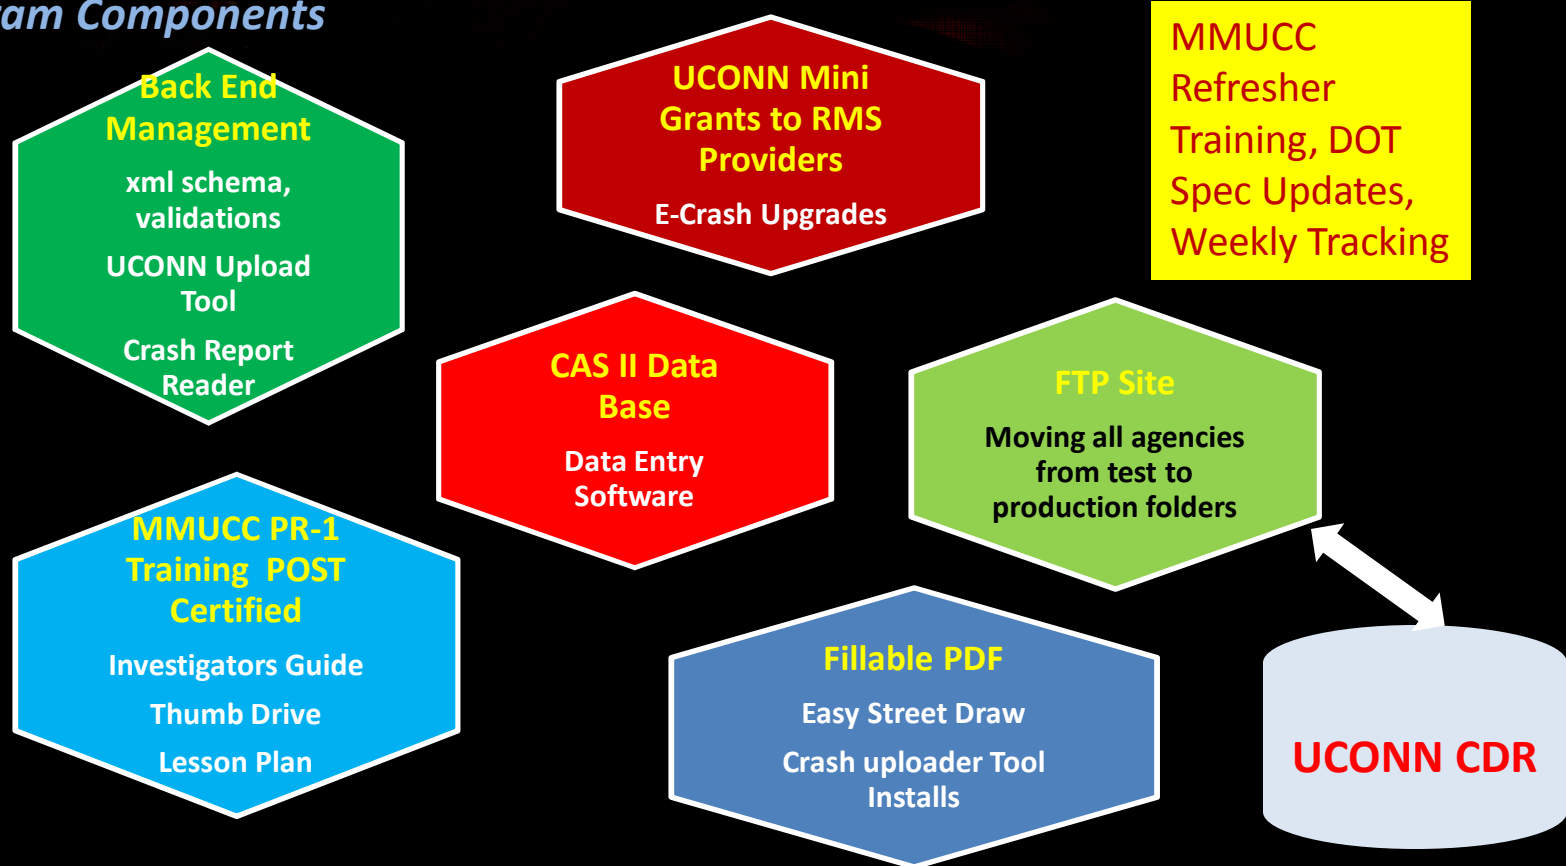 ram Components
Back End
Management
xml schema,
validations
UCONN Upload
Tool
Crash Report
Reader
UCONN Mini
Grants to RMS
Providers
E-Crash Upgrades
MMUCC
Refresher
Training, DOT
Spec Updates,
Weekly Tracking
CAS II Data
Base
Data Entry
Software
FTP Site
Moving all agencies
from test to
production folders
MMUCC PR-1
Training POST
Certified
Investigators Guide
Thumb Drive
Lesson Plan
Fillable PDF
Easy Street Draw
Crash uploader Tool
Installs
UCONN CDR